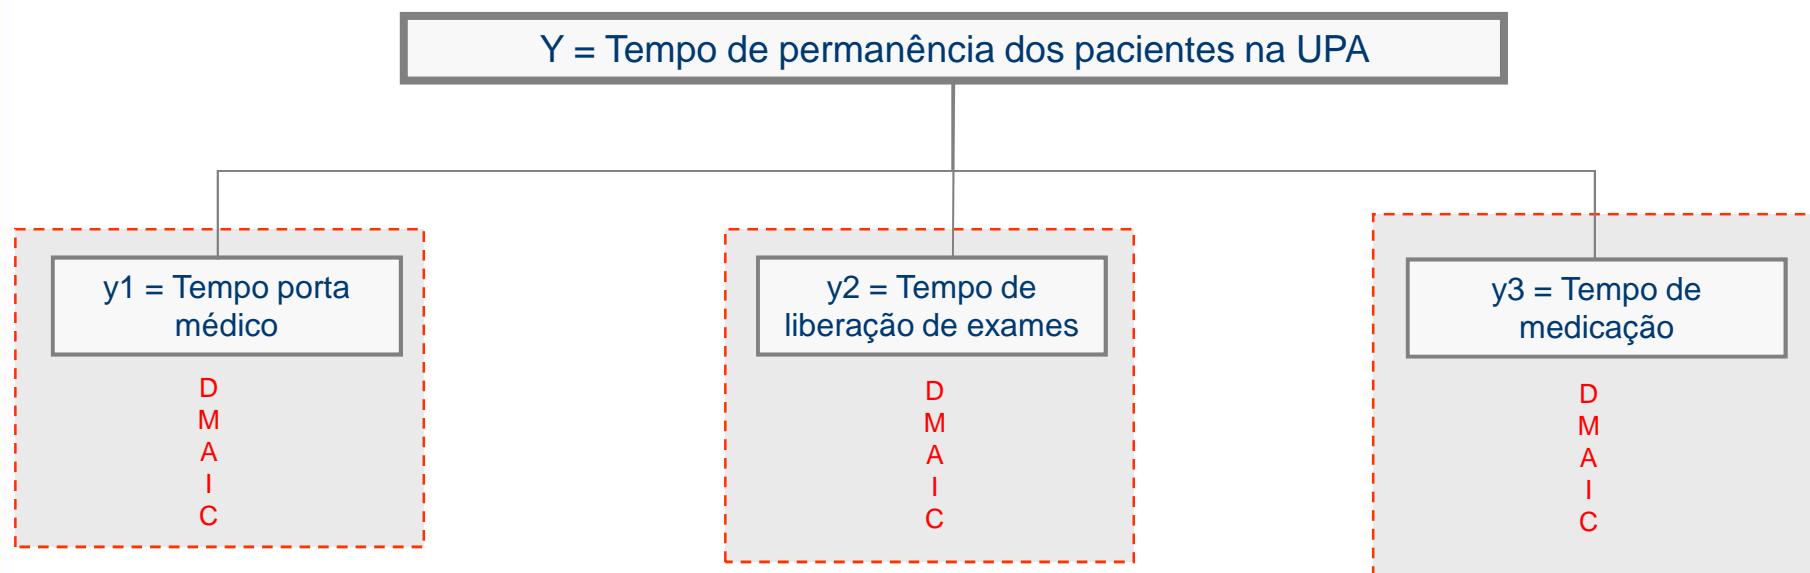 Y = Tempo de permanência dos pacientes na UPA
y1 = Tempo porta
médico
D
M
A
I
C
y2 = Tempo de
liberação de exames
D
M
A
I
C
y3 = Tempo de
medicação
D
M
A
I
C